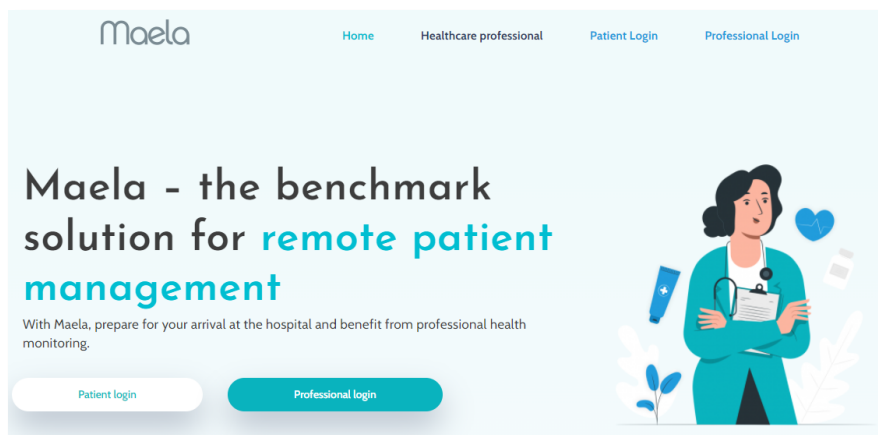 Maela
Home
Healthcare professional
Patient Login
Professional Login
Maela – the benchmark
solution for remote patient
management
With Maela, prepare for your arrival at the hospital and benefit from professional health
monitoring.
Patient login
Professional login